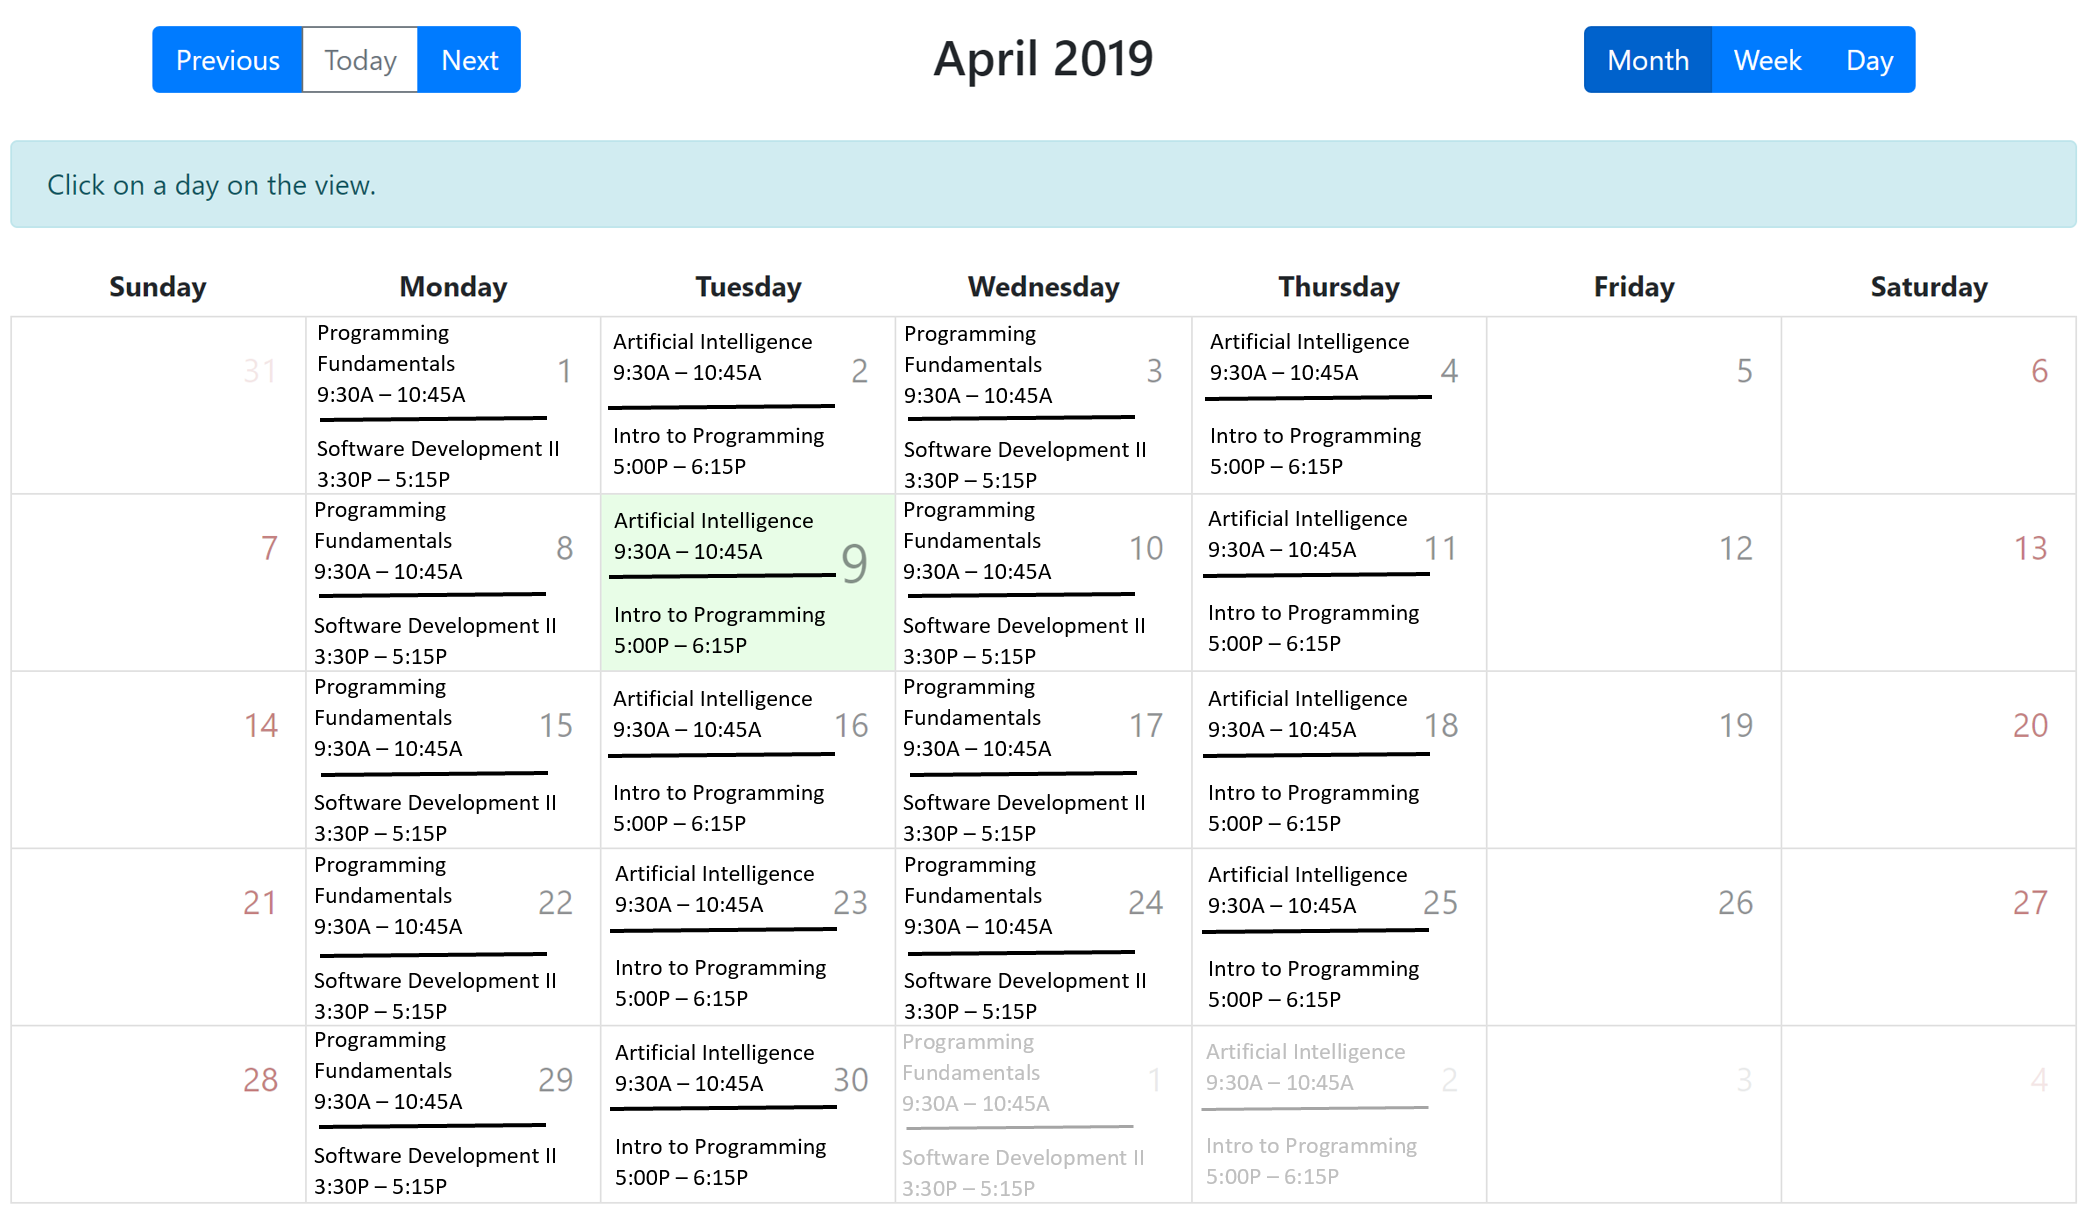 Previous Today Next
April 2019
Month Week Day
Click on a day on the view.
Sunday Monday Tuesday Wednesday Thursday Friday Saturday
31
Programming
Fundamentals
9:30A – 10:45A
1
Software Development II
3:30P – 5:15P
Artificial Intelligence
9:30A – 10:45A
2
Intro to Programming
5:00P – 6:15P
Programming
Fundamentals
9:30A – 10:45A
3
Software Development II
3:30P – 5:15P
Artificial Intelligence
9:30A – 10:45A
4
Intro to Programming
5:00P – 6:15P
5
6
7
Programming
Fundamentals
9:30A – 10:45A
8
Software Development II
3:30P – 5:15P
Artificial Intelligence
9:30A – 10:45A
9
Intro to Programming
5:00P – 6:15P
Programming
Fundamentals
9:30A – 10:45A
10
Software Development II
3:30P – 5:15P
Artificial Intelligence
9:30A – 10:45A
11
Intro to Programming
5:00P – 6:15P
12
13
14
Programming
Fundamentals
9:30A – 10:45A
15
Software Development II
3:30P – 5:15P
Artificial Intelligence
9:30A – 10:45A
16
Intro to Programming
5:00P – 6:15P
Programming
Fundamentals
9:30A – 10:45A
17
Software Development II
3:30P – 5:15P
Artificial Intelligence
9:30A – 10:45A
18
Intro to Programming
5:00P – 6:15P
19
20
21
Programming
Fundamentals
9:30A – 10:45A
22
Software Development II
3:30P – 5:15P
Artificial Intelligence
9:30A – 10:45A
23
Intro to Programming
5:00P – 6:15P
Programming
Fundamentals
9:30A – 10:45A
24
Software Development II
3:30P – 5:15P
Artificial Intelligence
9:30A – 10:45A
25
Intro to Programming
5:00P – 6:15P
26
27
28
Programming
Fundamentals
9:30A – 10:45A
29
Software Development II
3:30P – 5:15P
Artificial Intelligence
9:30A – 10:45A
30
Intro to Programming
5:00P – 6:15P
Programming
Fundamentals
9:30A – 10:45A
1
Software Development II
3:30P – 5:15P
Artificial Intelligence
9:30A – 10:45A
2
Intro to Programming
5:00P – 6:15P
3
4